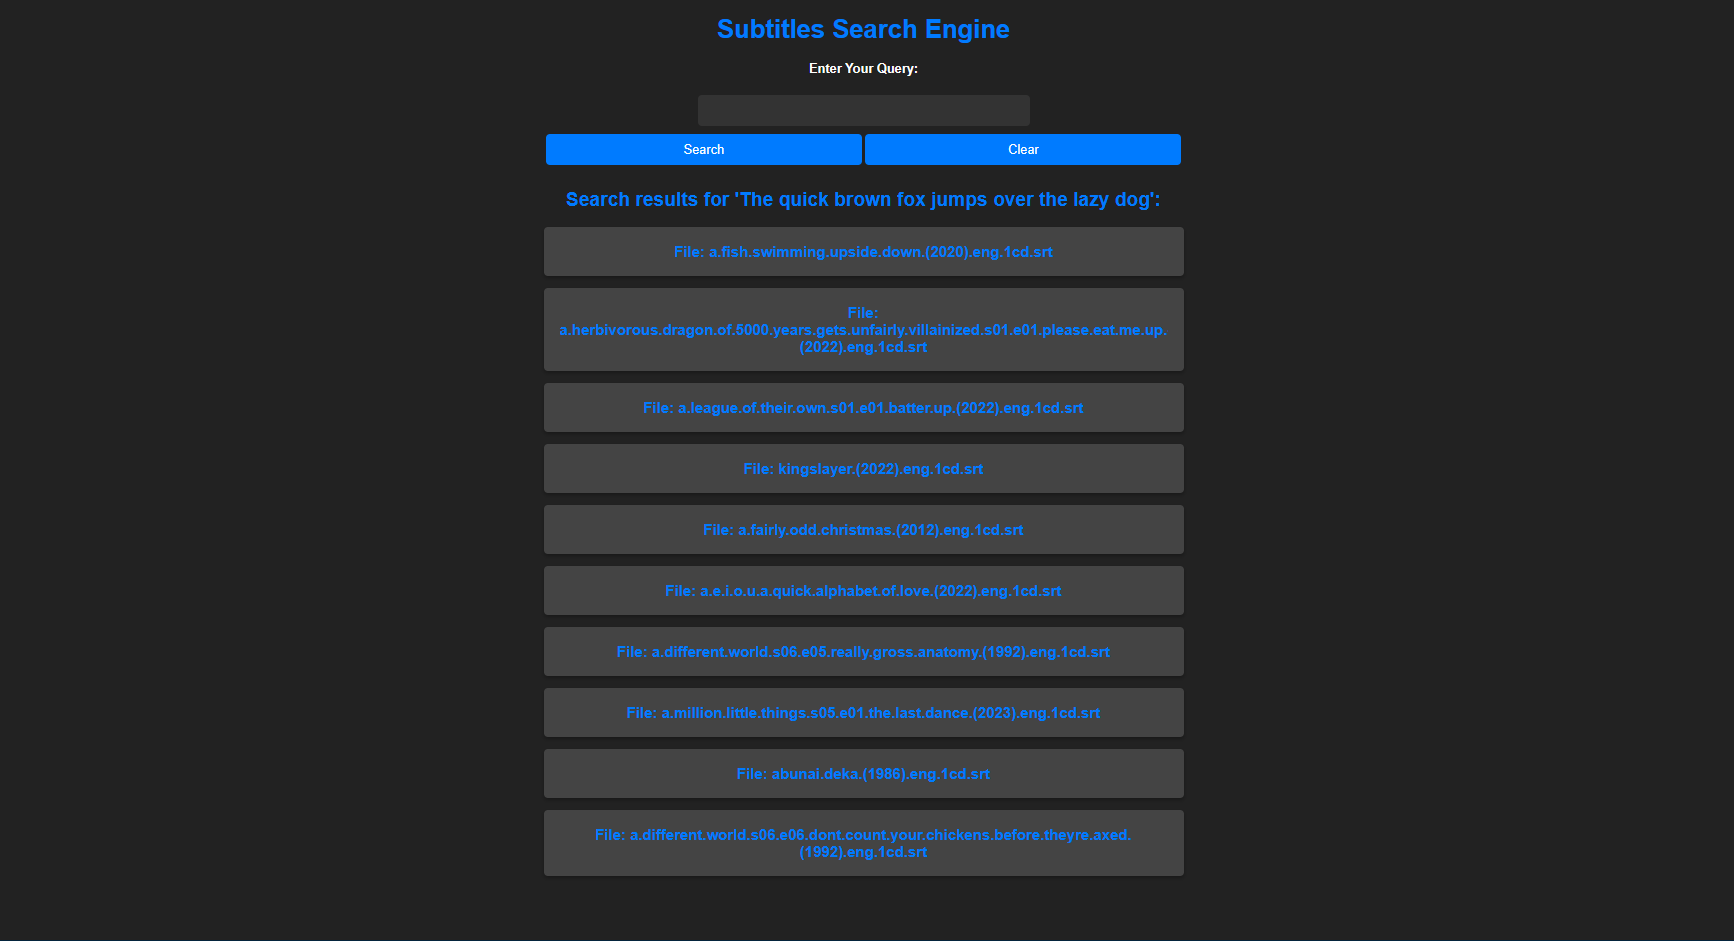 Subtitles Search Engine
Enter Your Query:
Search
Clear
Search results for 'The quick brown fox jumps over the lazy dog':
File: a.fish.swimming.upside.down.(2020).eng.1cd.srt
File:
a.herbivorous.dragon.of.5000.years.gets.unfairly.villainized.s01.e01.please.eat.me.up.
(2022).eng.1cd.srt
File: a.league.of.their.own.s01.e01.batter.up.(2022).eng.1cd.srt
File: kingslayer.(2022).eng.1cd.srt
File: a.fairly.odd.christmas.(2012).eng.1cd.srt
File: a.e.i.o.u.a.quick.alphabet.of.love.(2022).eng.1cd.srt
File: a.different.world.s06.e05.really.gross.anatomy.(1992).eng.1cd.srt
File: a.million.little.things.s05.e01.the.last.dance.(2023).eng.1cd.srt
File: abunai.deka.(1986).eng.1cd.srt
File: a.different.world.s06.e06.dont.count.your.chickens.before.theyre.axed.
(1992).eng.1cd.srt